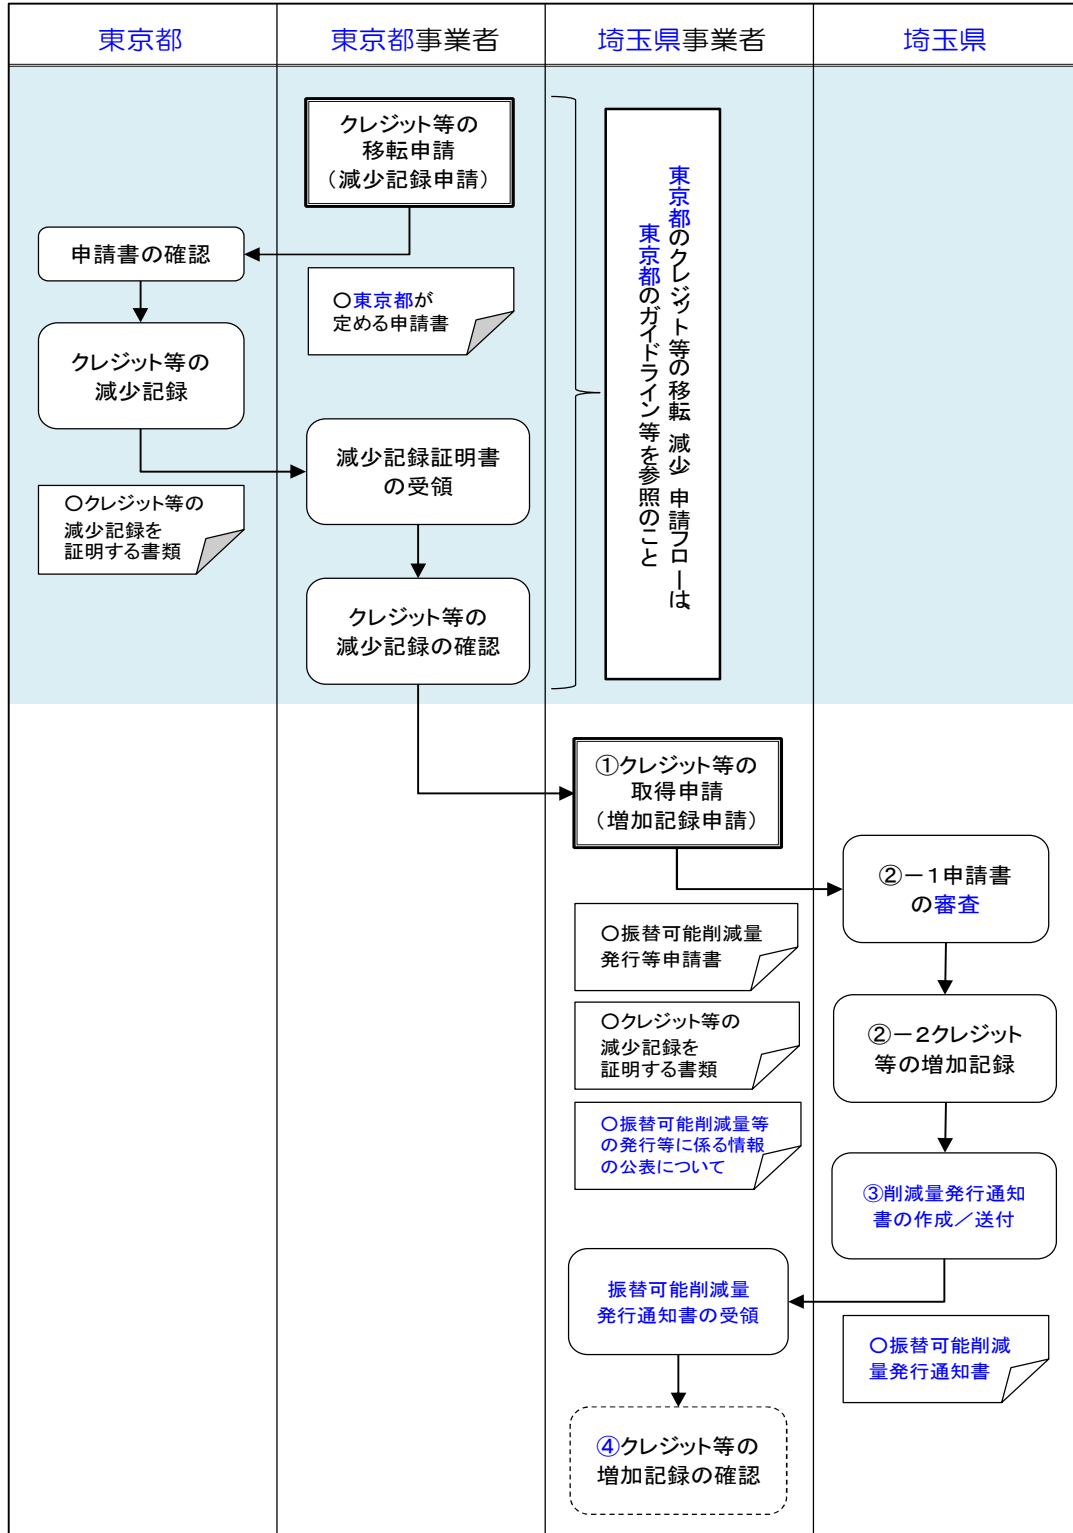 東京都
東京都事業者
埼玉県事業者
埼玉県
クレジット等の
移転申請
（減少記録申請）
申請書の確認
○東京都が
定める申請書
クレジット等の
減少記録
減少記録証明書
の受領
○クレジット等の
減少記録を
証明する書類
クレジット等の
減少記録の確認
東京都のクレジット等の移転（減少）申請フローは、
東京都のガイドライン等を参照のこと
①クレジット等の
取得申請
（増加記録申請）
②－1申請書
の審査
○振替可能削減量
発行等申請書
○クレジット等の
減少記録を
証明する書類
②－2クレジット
等の増加記録
○振替可能削減量等
の発行等に係る情報
の公表について
③削減量発行通知
書の作成／送付
振替可能削減量
発行通知書の受領
○振替可能削減
量発行通知書
④クレジット等の
増加記録の確認